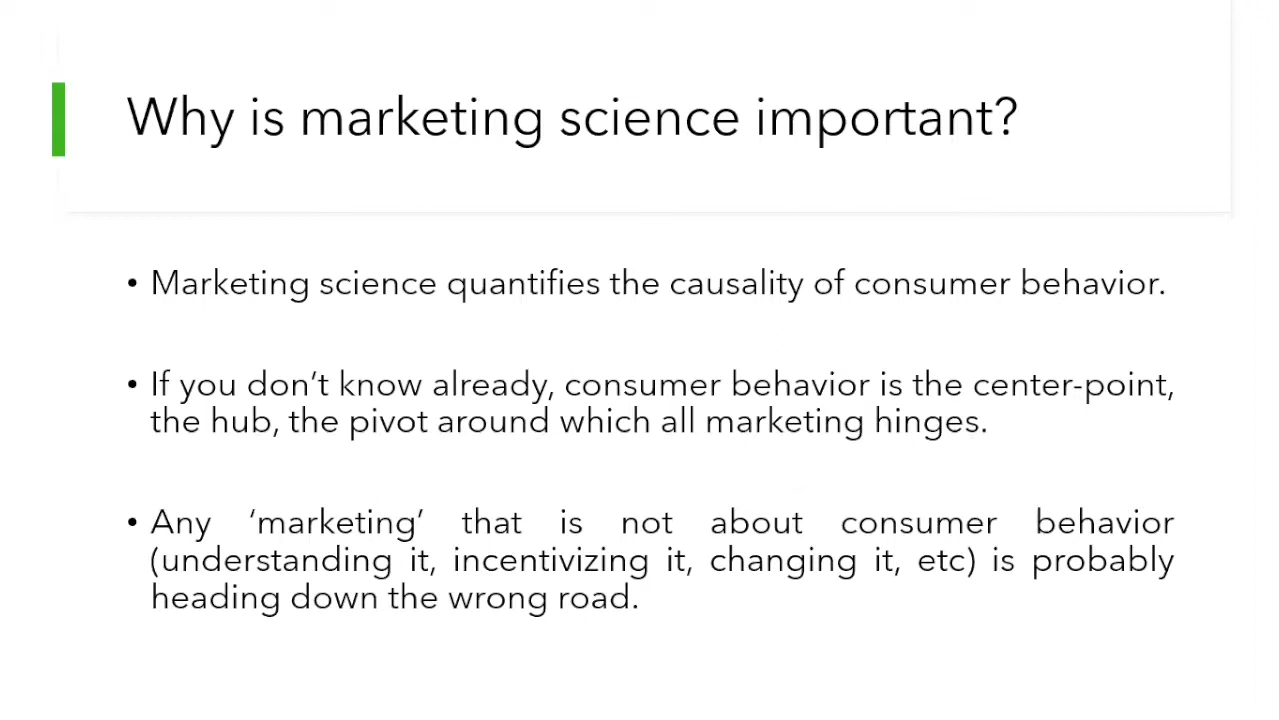 Why is marketing science important?
• Marketing science quantifies the causality of consumer behavior.
• If you don’t know already, consumer behavior is the center-point,
the hub, the pivot around which all marketing hinges.
• Any ‘marketing’ that is not about consumer behavior
(understanding it, incentivizing it, changing it, etc) is probably
heading down the wrong road.